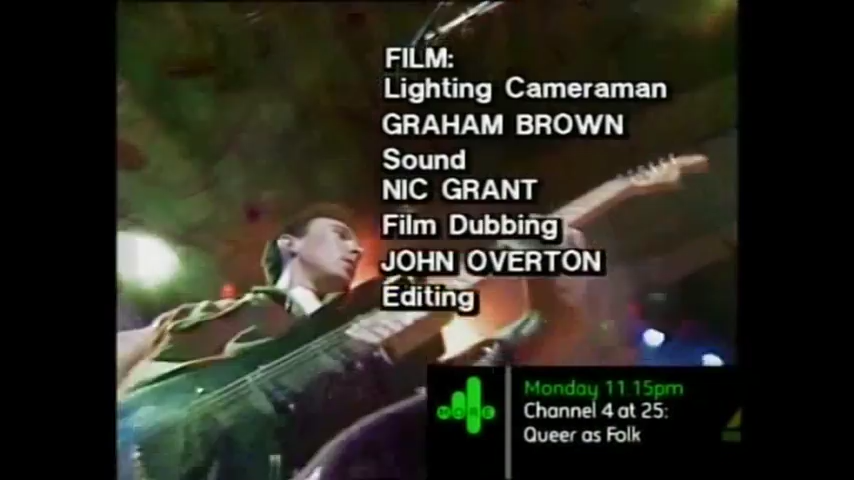 FILM:
Lighting Cameraman
GRAHAM BROWN
Sound
NIC GRANT
Film Dubbing
JOHN OVERTON
Editing
MORE
Monday 11.15pm
Channel 4 at 25:
Queer as Folk